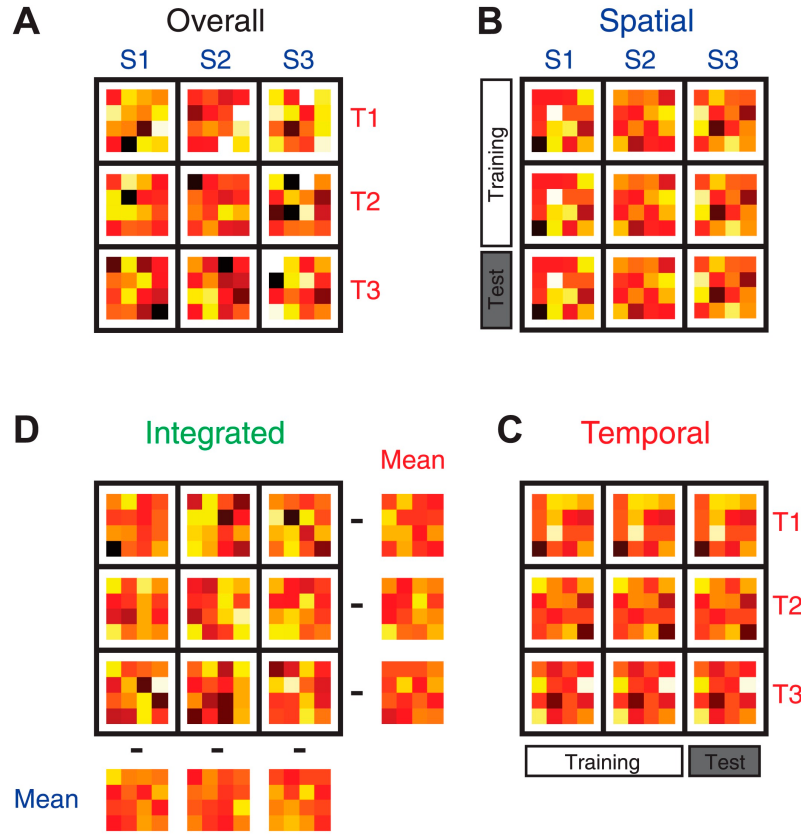 A Overall
S1 S2 S3
T1
T2
T3
B Spatial
S1 S2 S3
Training
Test
D Integrated
Mean
-
-
-
- - -
Mean
C Temporal
T1
T2
T3
Training Test